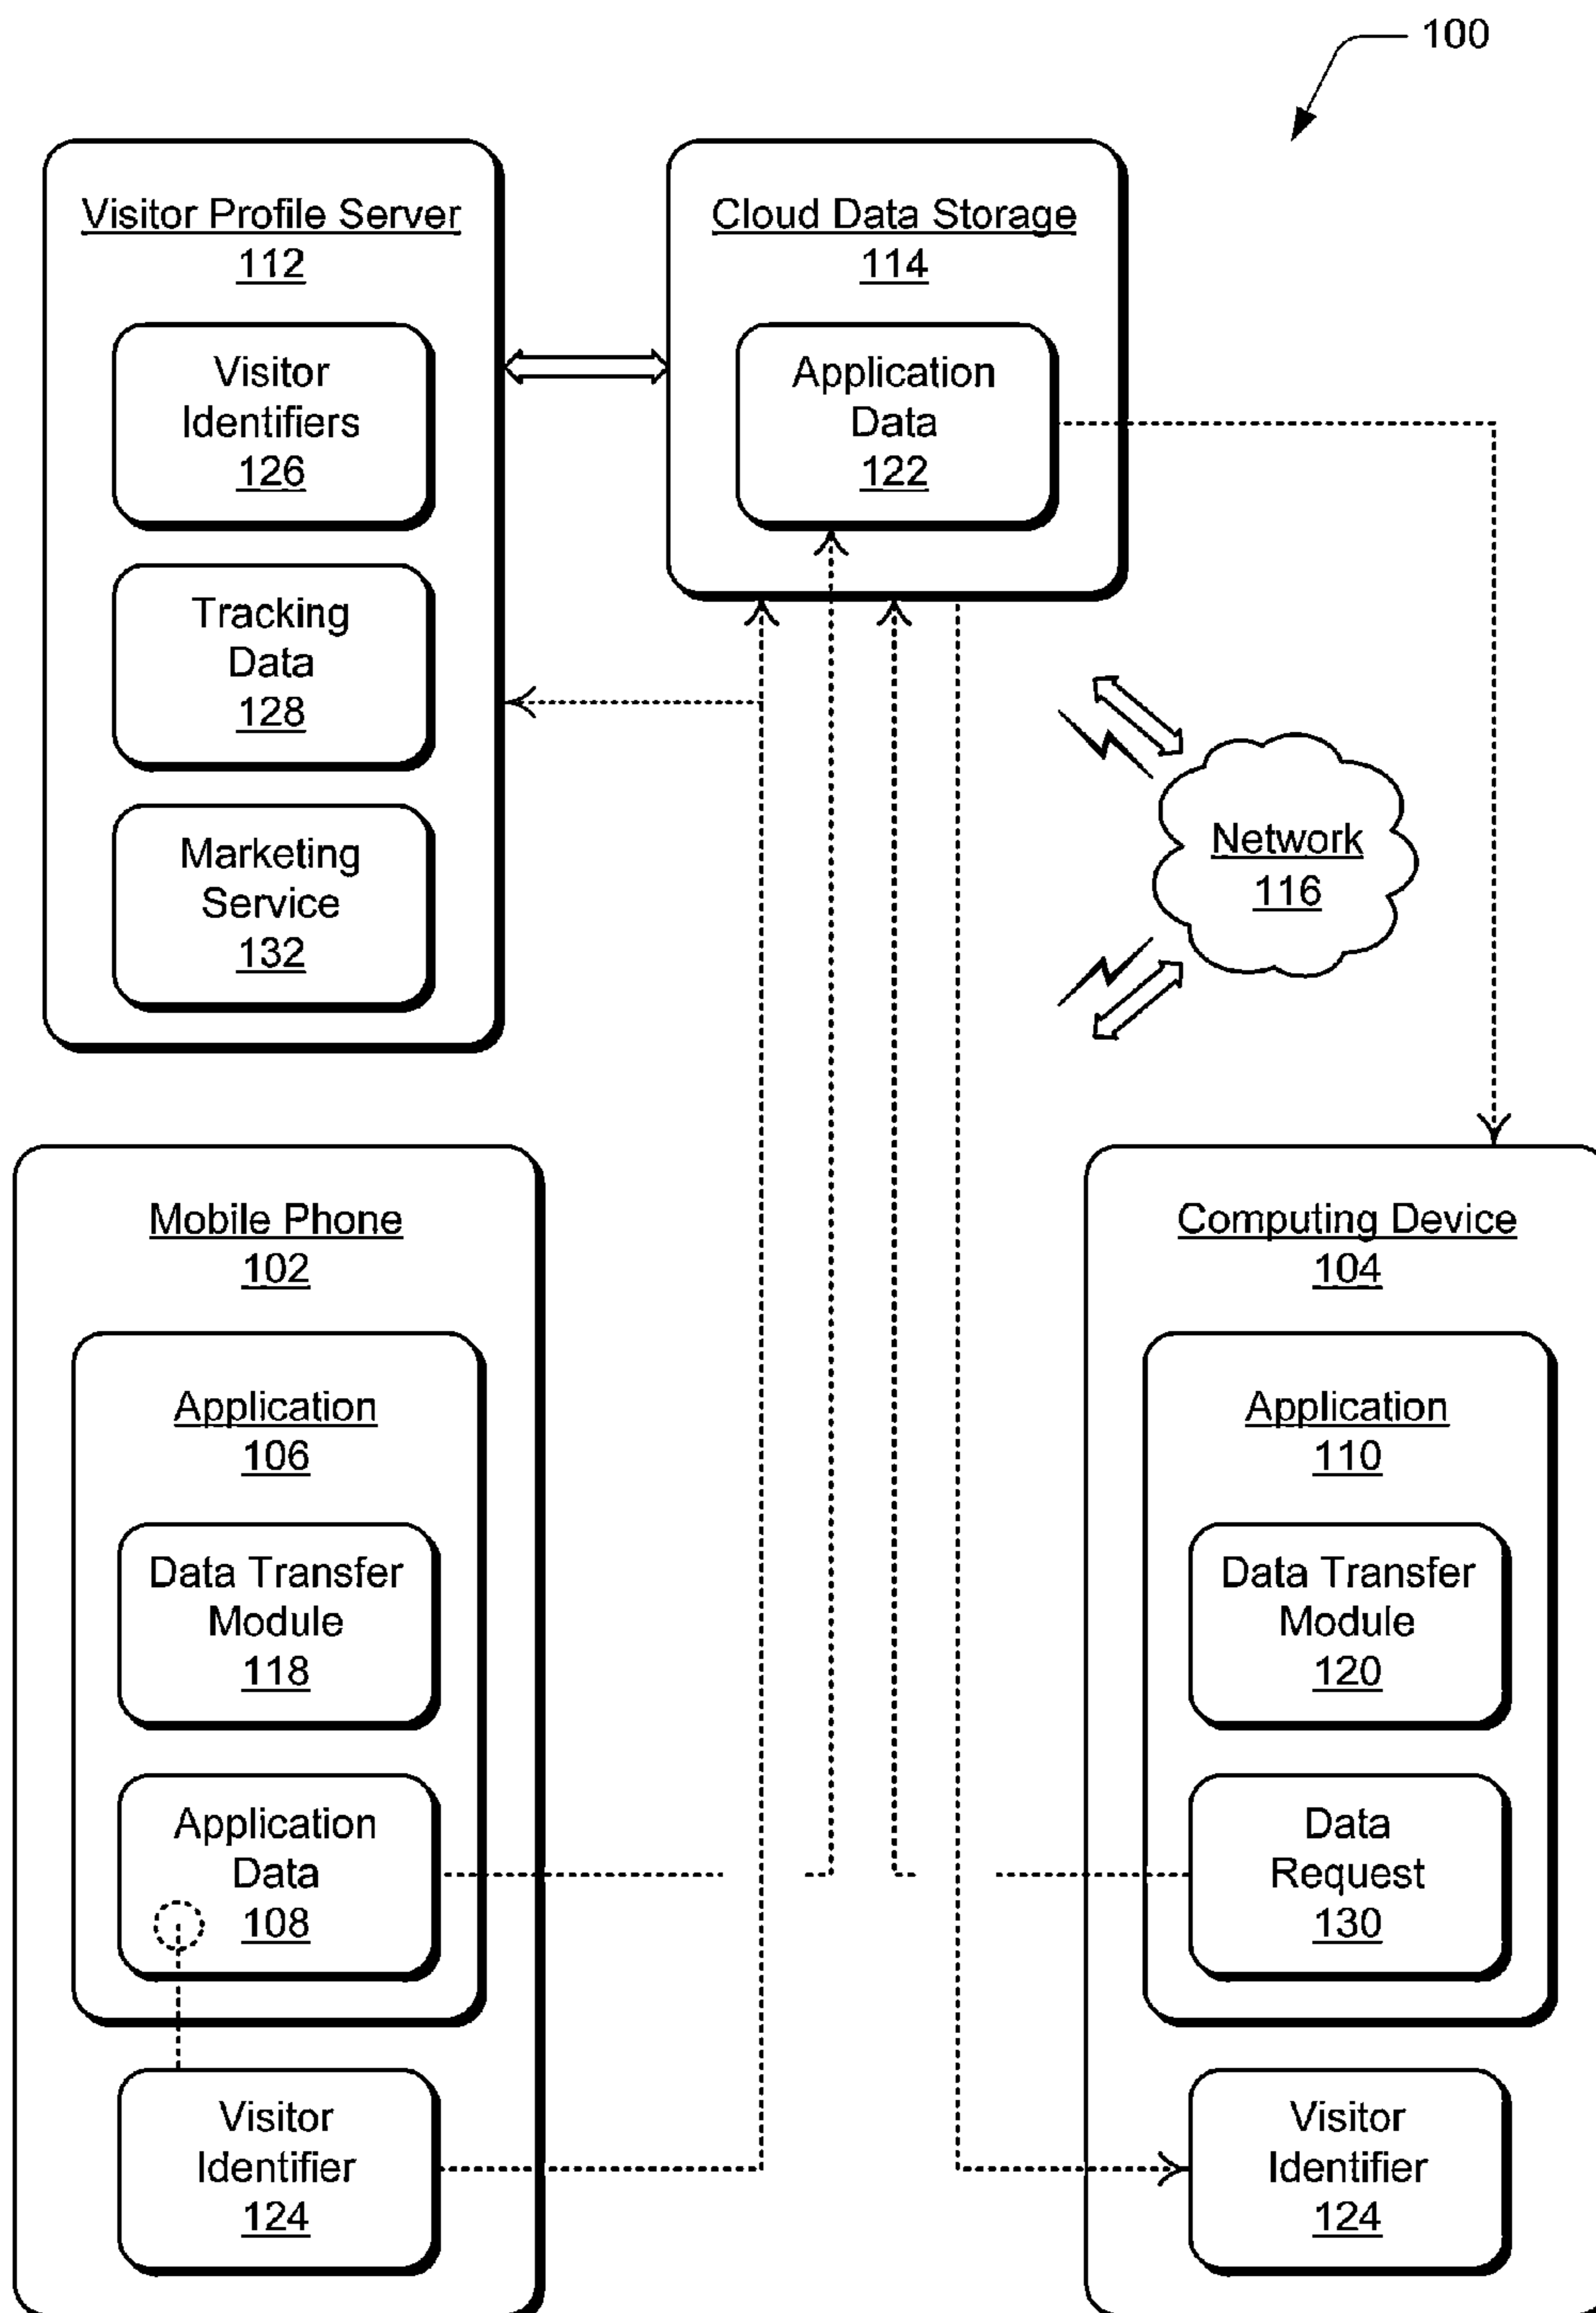 100
Visitor Profile Server
112
Visitor
Identifiers
126
Tracking
Data
128
Marketing
Service
132
Cloud Data Storage
114
Application
Data
122
Network
116
Mobile Phone
102
Application
106
Data Transfer
Module
118
Application
Data
108
Visitor
Identifier
124
Computing Device
104
Application
110
Data Transfer
Module
120
Data
Request
130
Visitor
Identifier
124